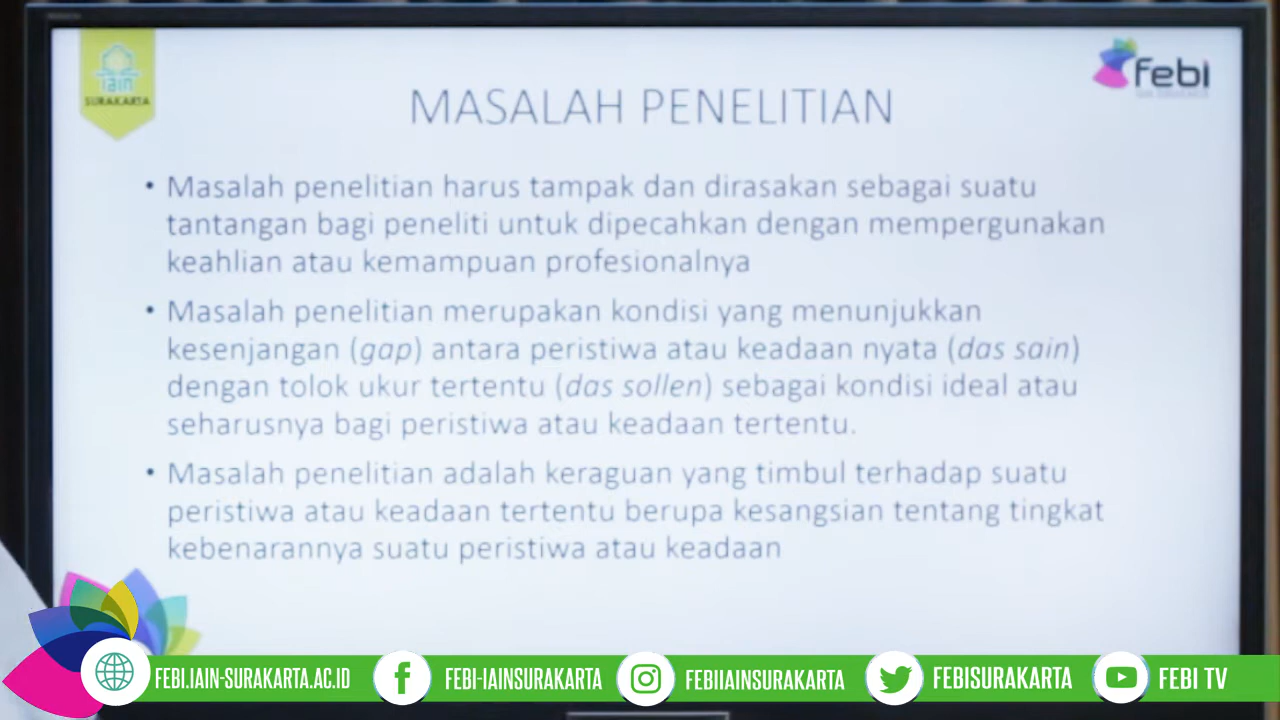 iain
SURAKARTA
febi
MASALAH PENELITIAN
• Masalah penelitian harus tampak dan dirasakan sebagai suatu
tantangan bagi peneliti untuk dipecahkan dengan mempergunakan
keahlian atau kemampuan profesionalnya
• Masalah penelitian merupakan kondisi yang menunjukkan
kesenjangan (gap) antara peristiwa atau keadaan nyata (das sain)
dengan tolok ukur tertentu (das sollen) sebagai kondisi ideal atau
seharusnya bagi peristiwa atau keadaan tertentu.
• Masalah penelitian adalah keraguan yang timbul terhadap suatu
peristiwa atau keadaan tertentu berupa kesangsian tentang tingkat
kebenarannya suatu peristiwa atau keadaan
FEBI.IAIN-SURAKARTA.AC.ID
FEBI-IAINSURAKARTA
FEBIIAINSURAKARTA
FEBISURAKARTA
FEBI TV